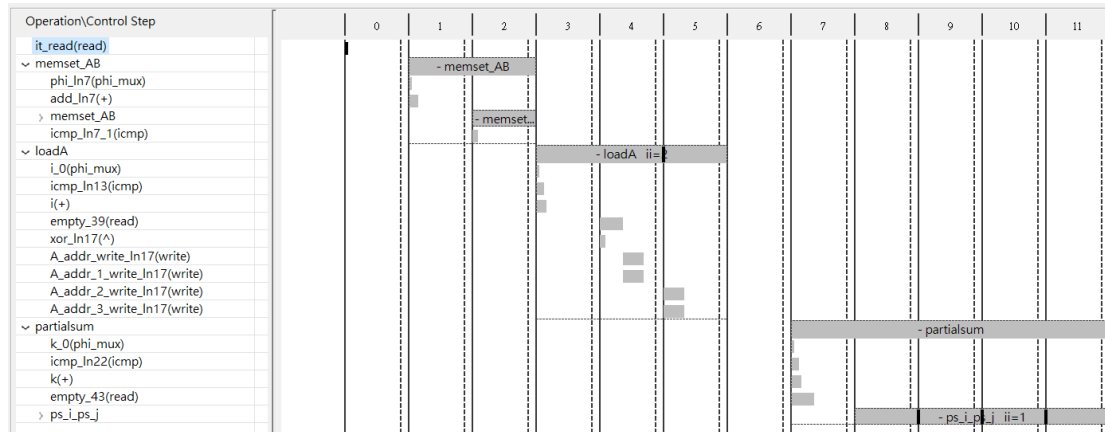 Operation\Control Step
0 1 2 3 4 5 6 7 8 9 10 11
it_read(read)
memset_AB
- memset_AB
phi_ln7(phi_mux)
add_ln7(+)
memset_AB
- memset...
icmp_ln7_1(icmp)
loadA
- loadA ii=2
i_0(phi_mux)
icmp_ln13(icmp)
i(+)
empty_39(read)
xor_ln17(^)
A_addr_write_ln17(write)
A_addr_1_write_ln17(write)
A_addr_2_write_ln17(write)
A_addr_3_write_ln17(write)
partialsum
- partialsum
k_0(phi_mux)
icmp_ln22(icmp)
k(+)
empty_43(read)
ps_i_ps_j
- ps_i_ps_j ii=1